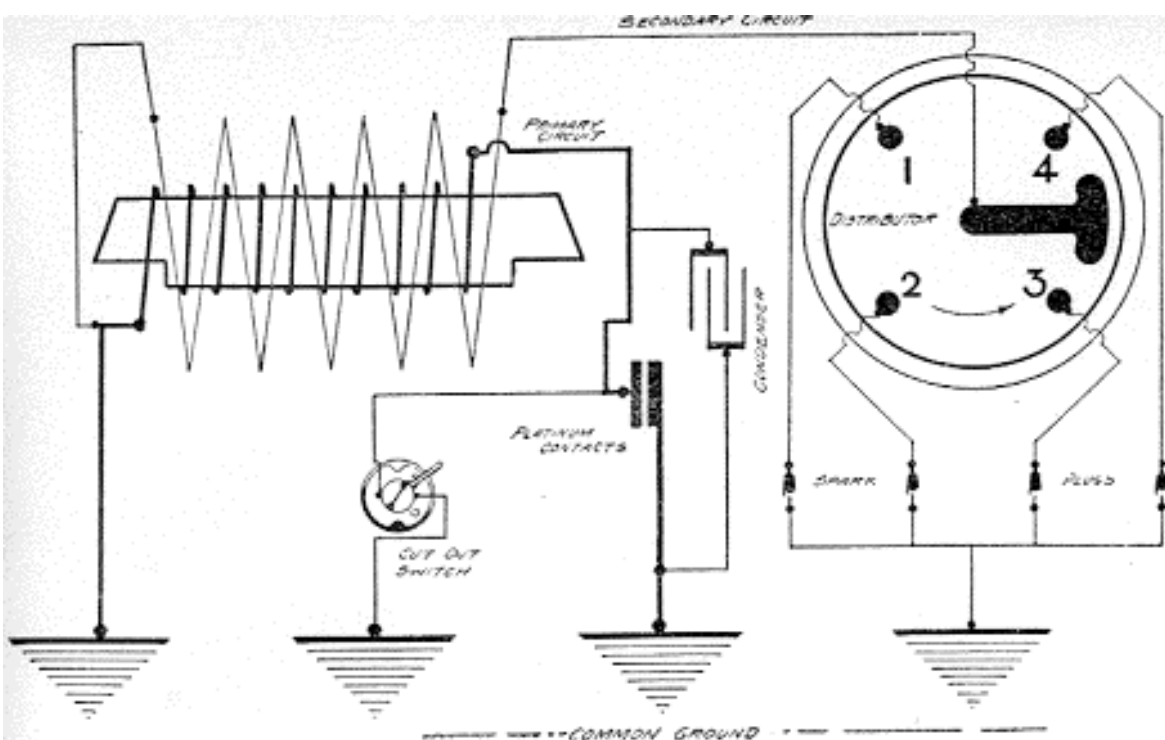 SECONDARY CIRCUIT
PRIMARY
CIRCUIT
1
4
DISTRIBUTOR
2
3
CONDENSER
PLATINUM
CONTACTS
SPARK
PLUGS
CUT OUT
SWITCH
COMMON GROUND